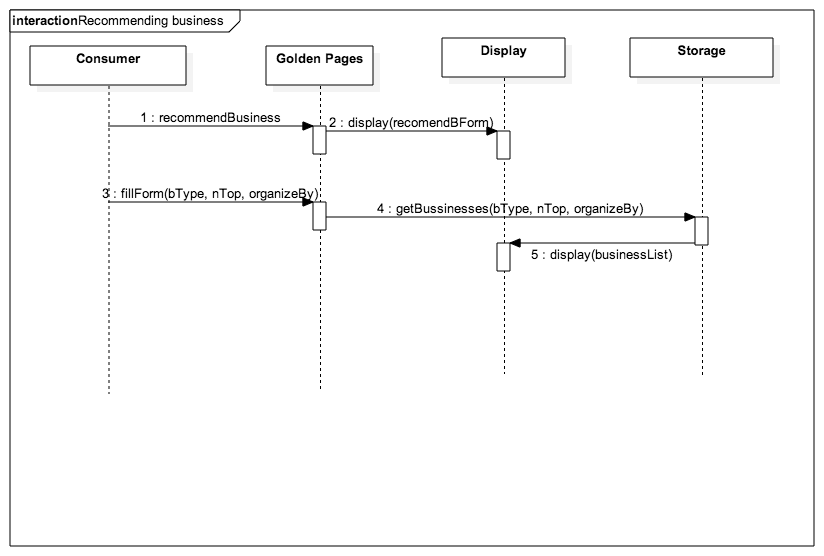 interactionRecommending business
Consumer
Golden Pages
Display
Storage
1 : recommendBusiness
2 : display(recomendBForm)
3 : fillForm(bType, nTop, organizeBy)
4 : getBussinesses(bType, nTop, organizeBy)
5 : display(businessList)